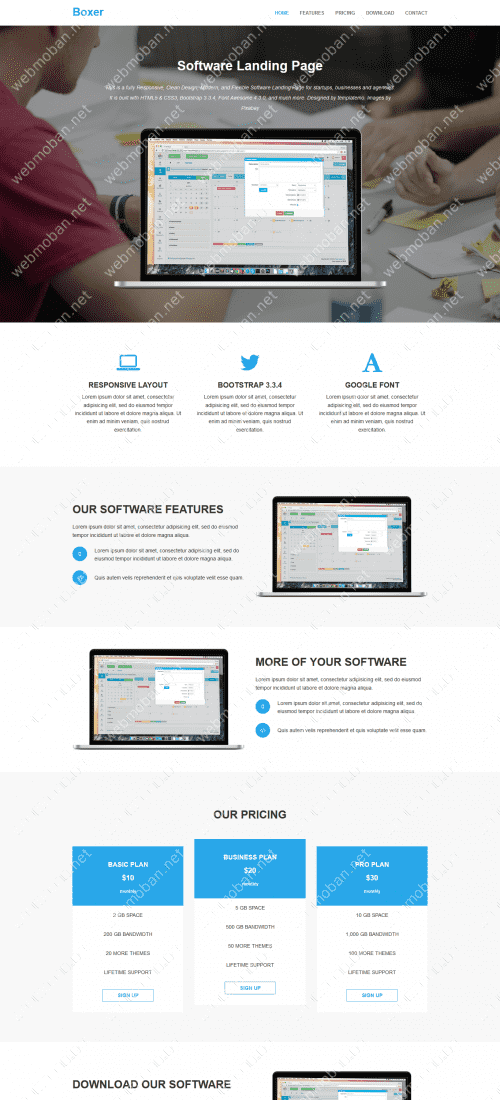 Boxer
HOME FEATURES PRICING DOWNLOAD CONTACT
Software Landing Page
is a fully Responsive, Clean Design, Modern, and Flexible Software Landing Page for startups, businesses and agencies.
It is built with HTML5 & CSS3, Bootstrap 3.3.4, Font Awesome 4.3.0, and much more. Designed by templatemo. Images by
Pixabay
RESPONSIVE LAYOUT
Lorem ipsum dolor sit amet, consectetur
adipisicing elit, sed do eiusmod tempor
incididunt ut labore et dolore magna aliqua. Ut
enim ad minim veniam, quis nostrud
exercitation.
BOOTSTRAP 3.3.4
Lorem ipsum dolor sit amet, consectetur
adipisicing elit, sed do eiusmod tempor
incididunt ut labore et dolore magna aliqua. Ut
enim ad minim veniam, quis nostrud
exercitation.
A
GOOGLE FONT
Lorem ipsum dolor sit amet, consectetur
adipisicing elit, sed do eiusmod tempor
incididunt ut labore et dolore magna aliqua. Ut
enim ad minim veniam, quis nostrud
exercitation.
OUR SOFTWARE FEATURES
Lorem ipsum dolor sit amet, consectetur adipisicing elit, sed do eiusmod
tempor incididunt ut labore et dolore magna aliqua.
Lorem ipsum dolor sit amet, consectetur adipisicing elit, sed do
eiusmod tempor incididunt ut labore et dolore magna aliqua.
Quis autem velis reprehenderit et quis voluptate velit esse quam.
MORE OF YOUR SOFTWARE
Lorem ipsum dolor sit amet, consectetur adipisicing elit, sed do eiusmod
tempor incididunt ut labore et dolore magna aliqua.
Lorem ipsum dolor sit amet, consectetur adipisicing elit, sed do
eiusmod tempor incididunt ut labore et dolore magna aliqua.
Quis autem velis reprehenderit et quis voluptate velit esse quam.
OUR PRICING
BASIC PLAN
$10
monthly
2 GB SPACE
200 GB BANDWIDTH
20 MORE THEMES
LIFETIME SUPPORT
SIGN UP
BUSINESS PLAN
$20
monthly
5 GB SPACE
500 GB BANDWIDTH
50 MORE THEMES
LIFETIME SUPPORT
SIGN UP
PRO PLAN
$30
monthly
10 GB SPACE
1,000 GB BANDWIDTH
100 MORE THEMES
LIFETIME SUPPORT
SIGN UP
DOWNLOAD OUR SOFTWARE
webmoban.net